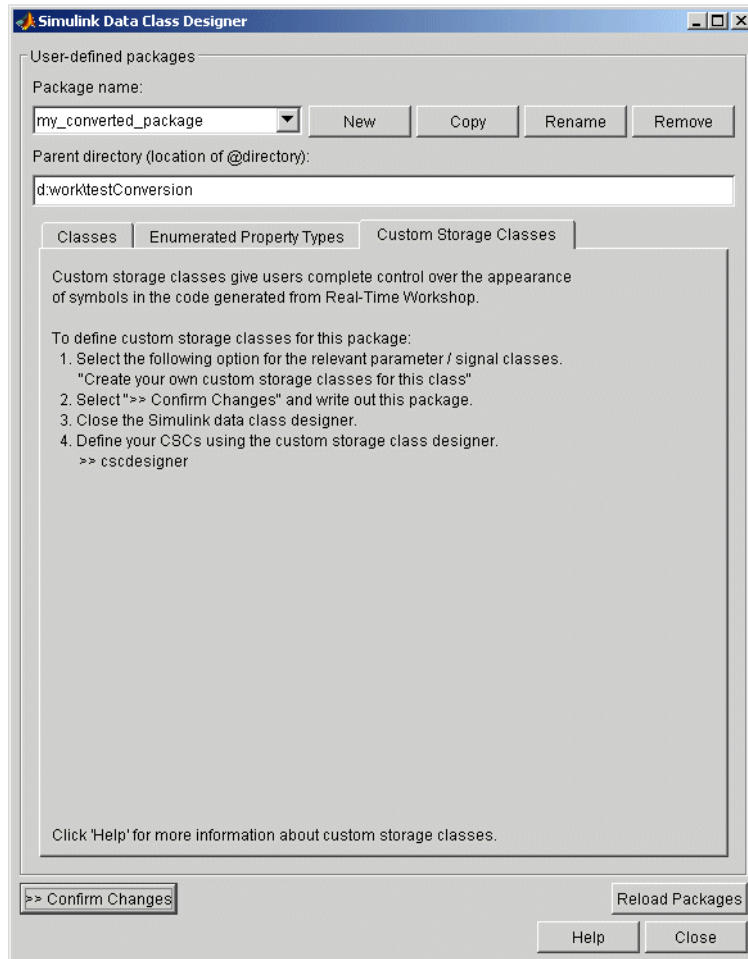 Simulink Data Class Designer
User-defined packages
Package name:
my_converted_package New Copy Rename Remove
Parent directory (location of @directory):
d:work\testConversion
Classes Enumerated Property Types Custom Storage Classes
Custom storage classes give users complete control over the appearance
of symbols in the code generated from Real-Time Workshop.
To define custom storage classes for this package:
1. Select the following option for the relevant parameter / signal classes.
"Create your own custom storage classes for this class"
2. Select ">> Confirm Changes" and write out this package.
3. Close the Simulink data class designer.
4. Define your CSCs using the custom storage class designer.
>> cscdesigner
Click 'Help' for more information about custom storage classes.
>> Confirm Changes Reload Packages
Help Close